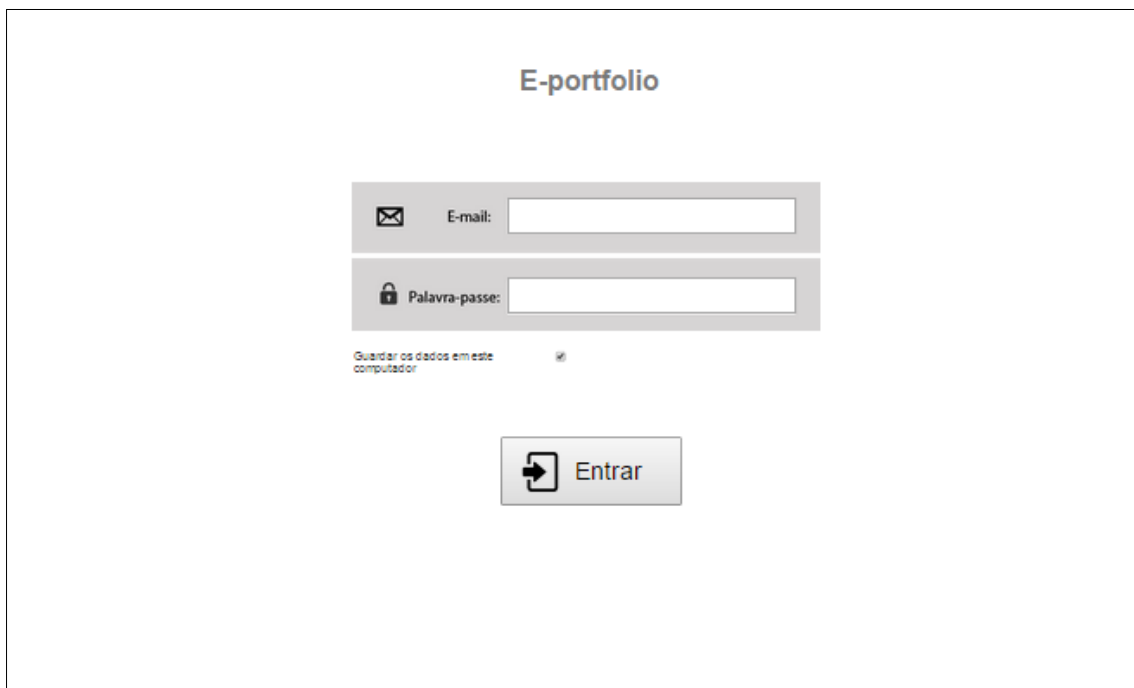 E-portfolio
E-mail:
Palavra-passe:
Guardar os dados em este
computador
Entrar